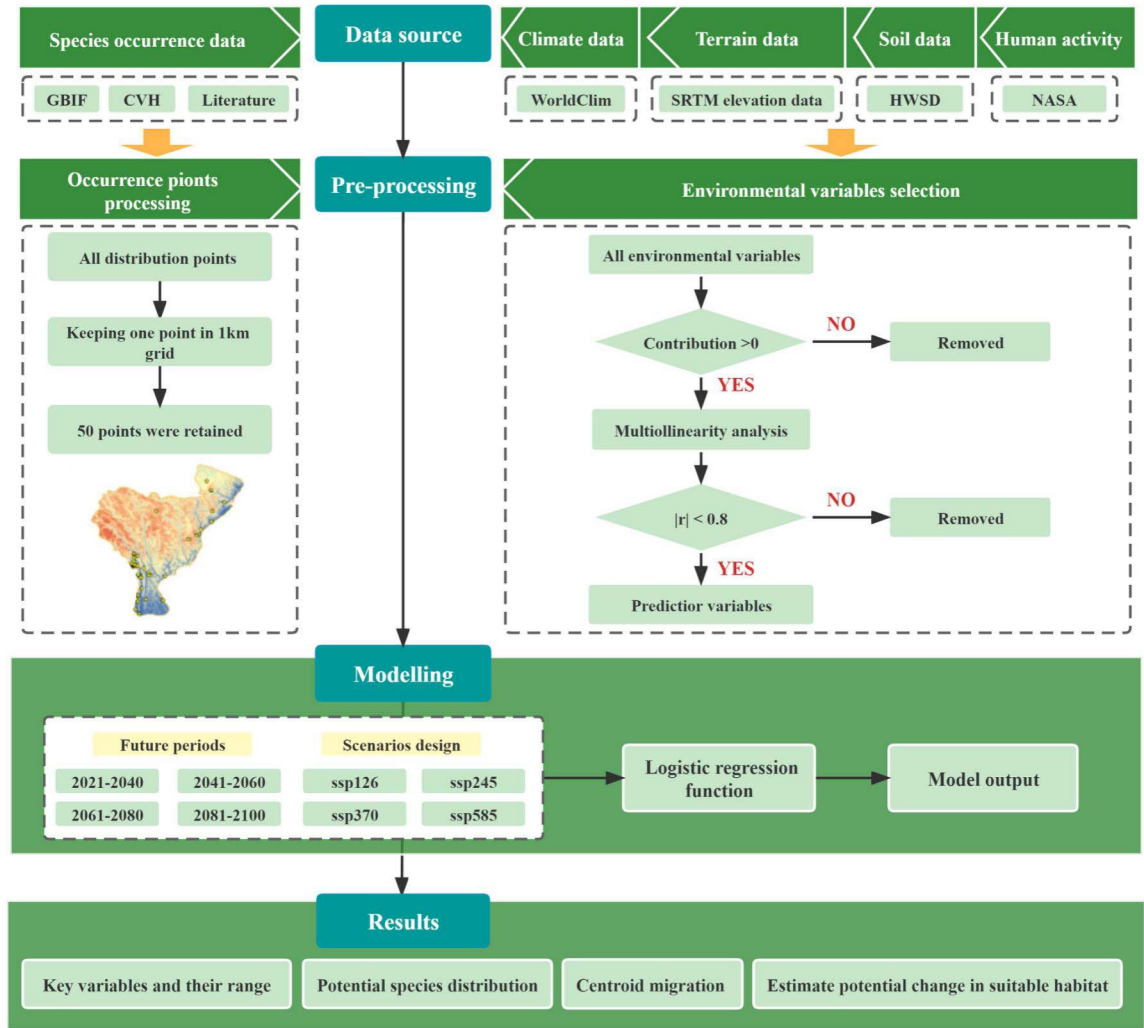 Species occurrence data
Data source
Climate data
Terrain data
Soil data
Human activity
GBIF
CVH
Literature
WorldClim
SRTM elevation data
HWSD
NASA
Occurrence pionts
processing
Pre-processing
Environmental variables selection
All distribution points
Keeping one point in 1km
grid
50 points were retained
All environmental variables
Contribution >0
NO
Removed
YES
Multiollinearity analysis
|r| < 0.8
NO
Removed
YES
Predictior variables
Modelling
Future periods
Scenarios design
2021-2040
2041-2060
ssp126
ssp245
2061-2080
2081-2100
ssp370
ssp585
Logistic regression
function
Model output
Results
Key variables and their range
Potential species distribution
Centroid migration
Estimate potential change in suitable habitat